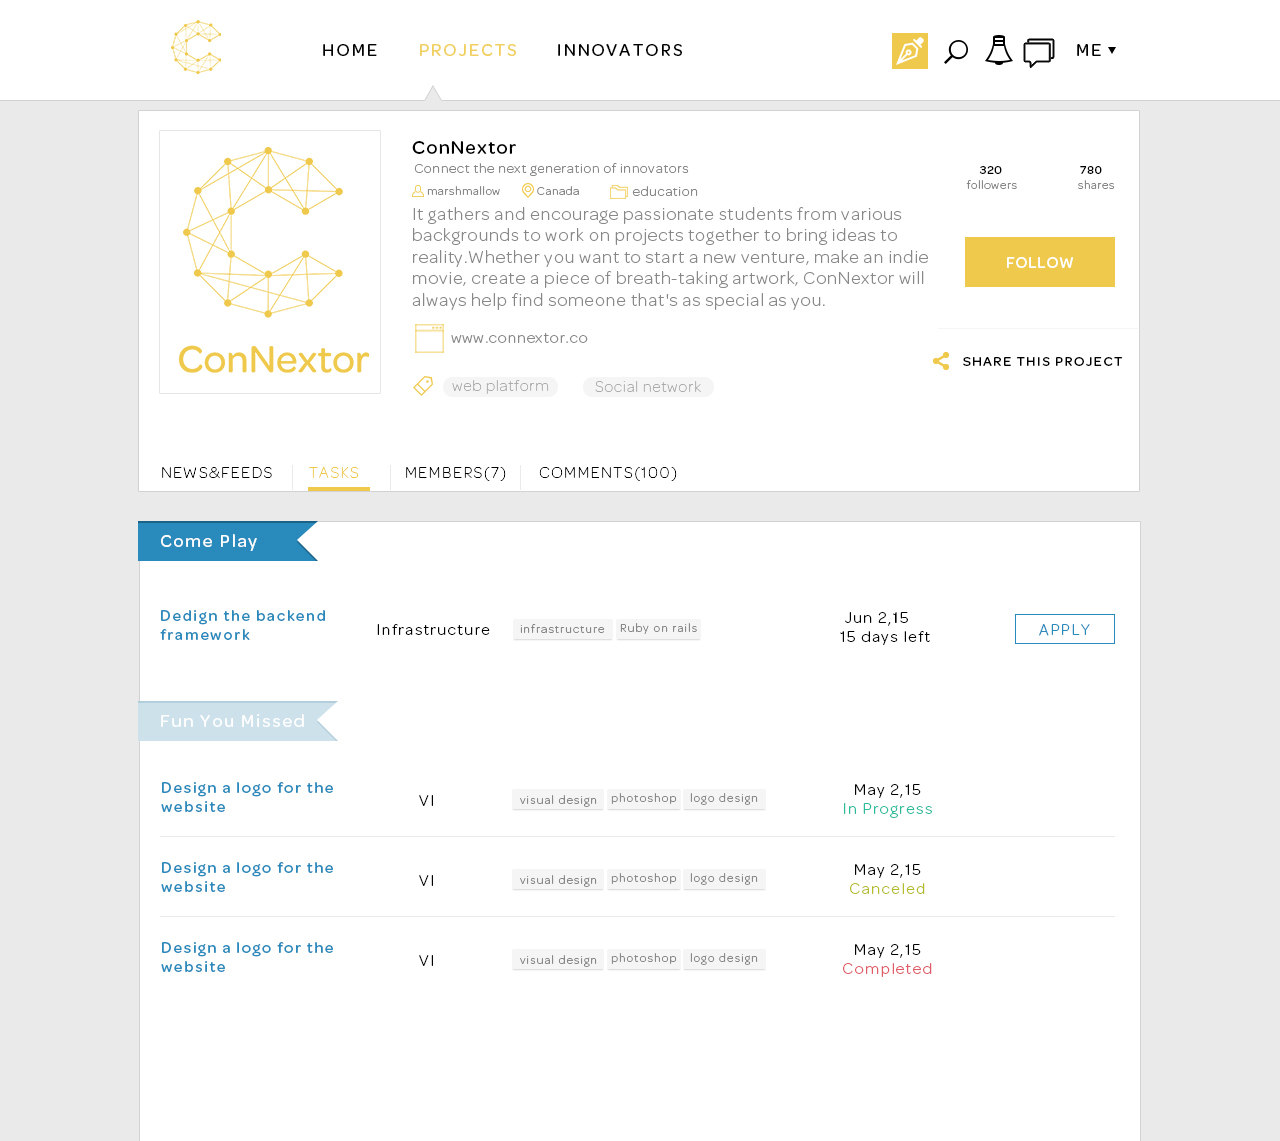 HOME PROJECTS INNOVATORS ME
ConNextor
ConNextor
Connect the next generation of innovators
marshmallow Canada education
It gathers and encourage passionate students from various
backgrounds to work on projects together to bring ideas to
reality.Whether you want to start a new venture, make an indie
movie, create a piece of breath-taking artwork, ConNextor will
always help find someone that's as special as you.
www.connextor.co
web platform Social network
320 780
followers shares
FOLLOW
SHARE THIS PROJECT
NEWS&FEEDS TASKS MEMBERS(7) COMMENTS(100)
Come Play
Dedign the backend
framework
Infrastructure
infrastructure Ruby on rails
Jun 2,15
15 days left
APPLY
Fun You Missed
Design a logo for the
website
VI
visual design photoshop logo design
May 2,15
In Progress
Design a logo for the
website
VI
visual design photoshop logo design
May 2,15
Canceled
Design a logo for the
website
VI
visual design photoshop logo design
May 2,15
Completed